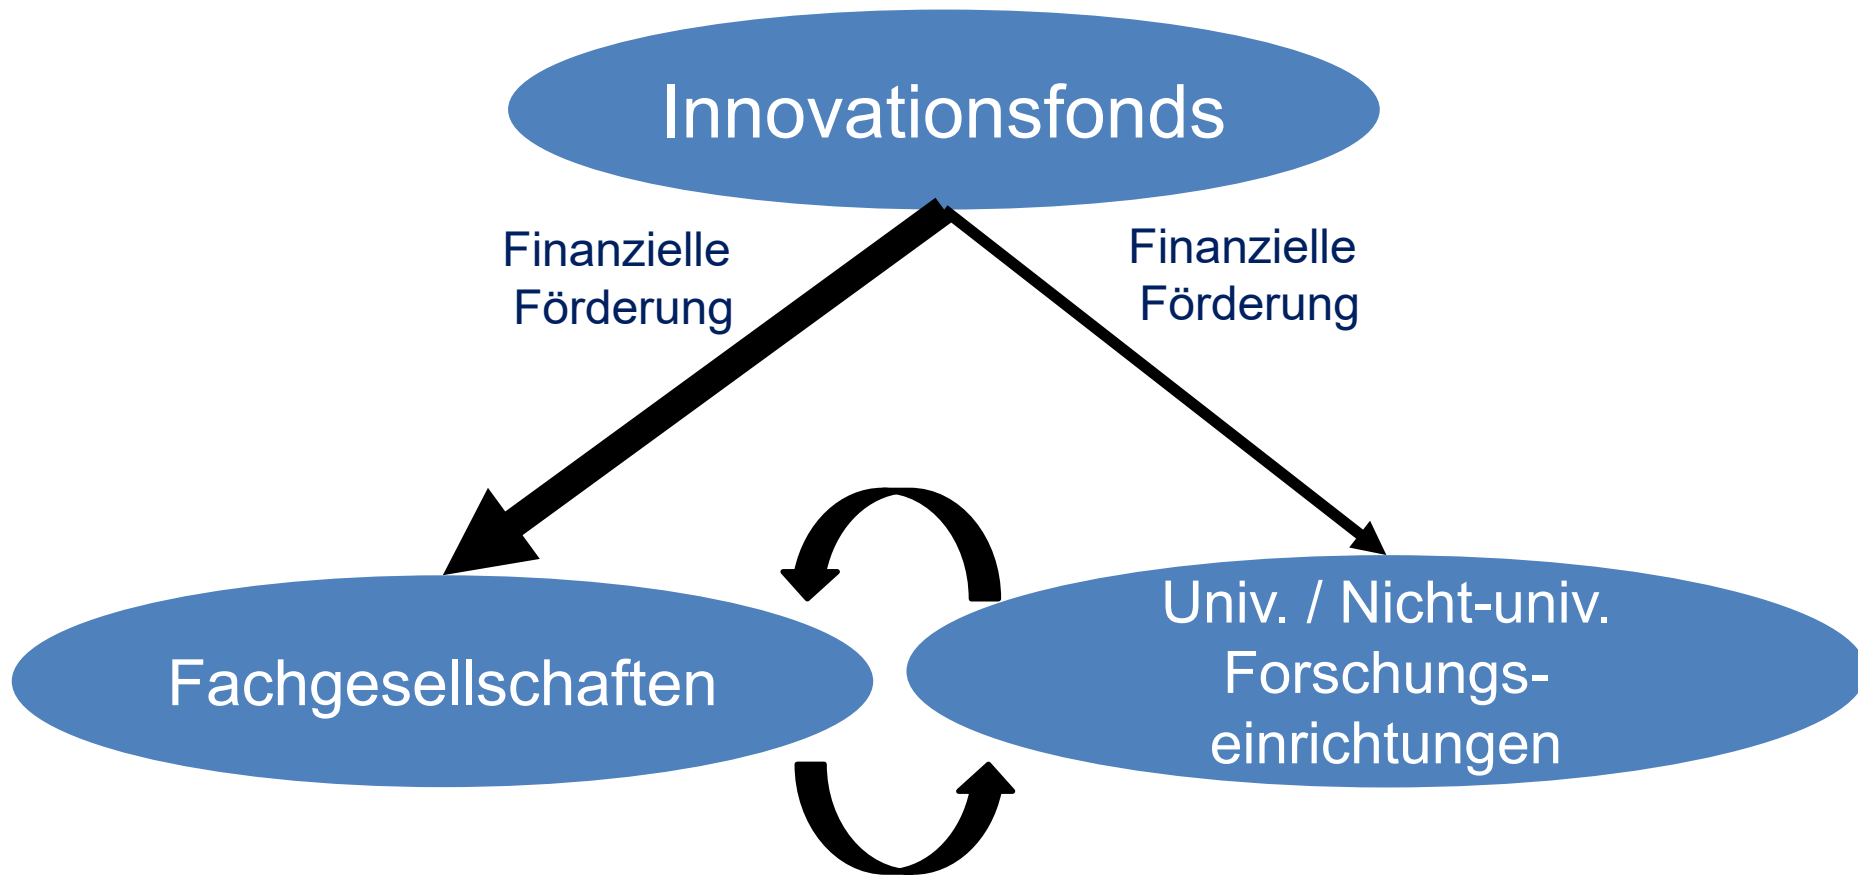 Innovationsfonds
Finanzielle
Förderung
Finanzielle
Förderung
Fachgesellschaften
Univ. / Nicht-univ.
Forschungs-
einrichtungen